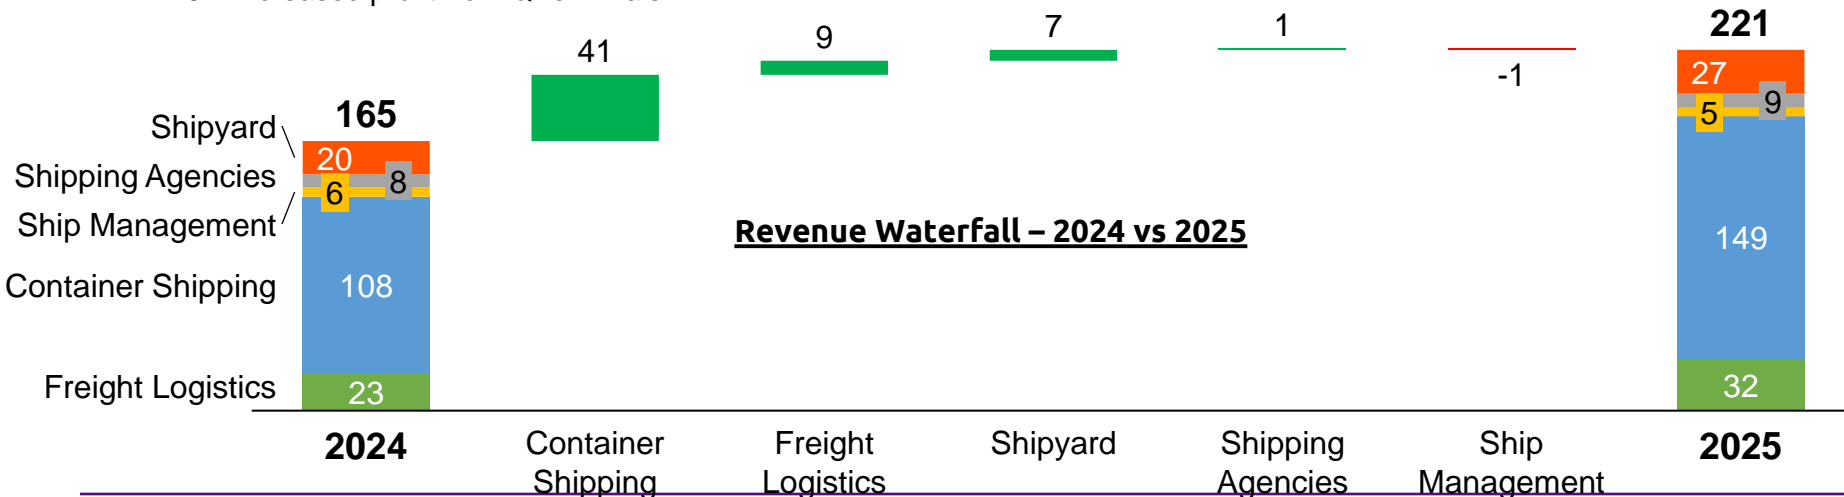 221
41
9
7
1
-1
27
9
5
165
Shipyard
20
Shipping Agencies
8
6
Ship Management
Revenue Waterfall – 2024 vs 2025
149
Container Shipping
108
Freight Logistics
23
32
2024
Container
Shipping
Freight
Logistics
Shipyard
Shipping
Agencies
Ship
Management
2025